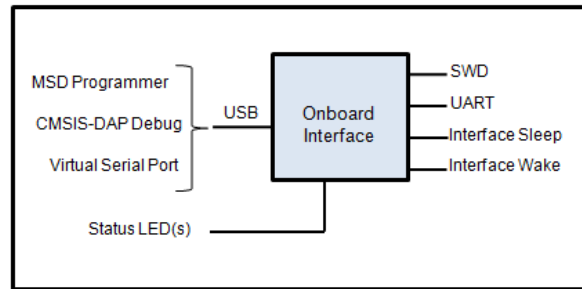 MSD Programmer
CMSIS-DAP Debug
Virtual Serial Port
USB
Onboard
Interface
SWD
UART
Interface Sleep
Interface Wake
Status LED(s)